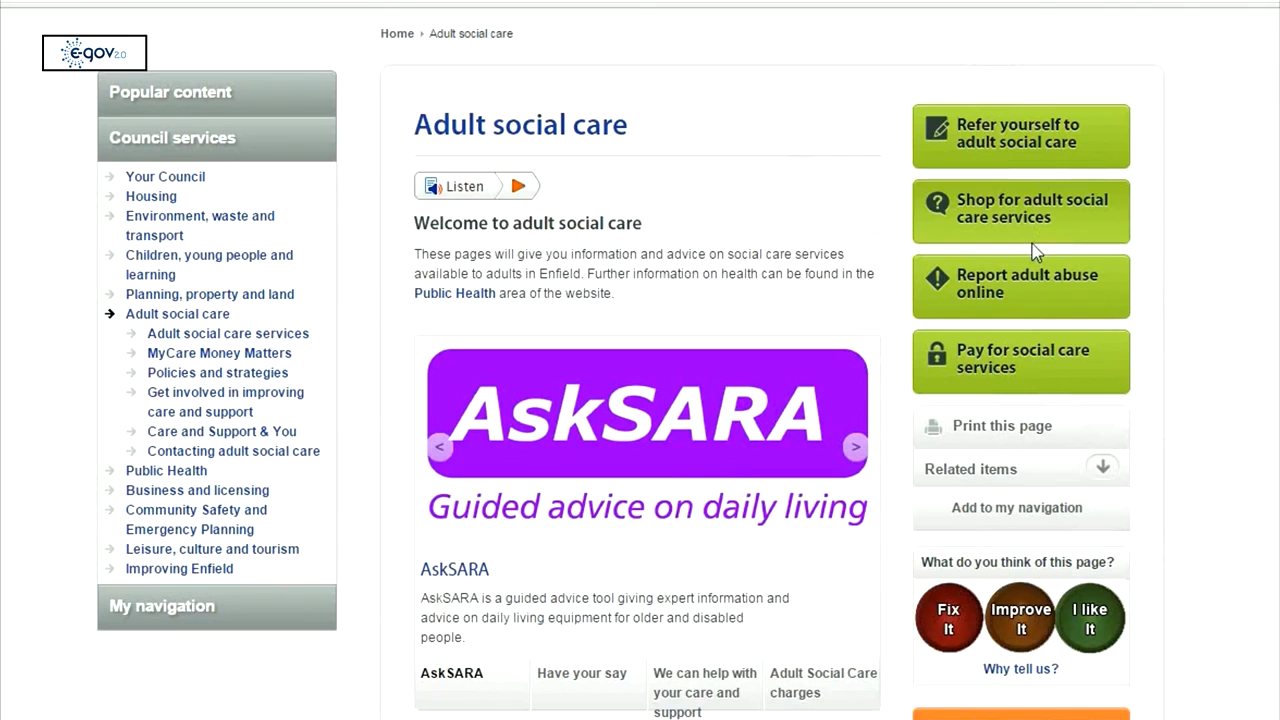 e-gov2.0
Home › Adult social care
Popular content
Council services
Your Council
Housing
Environment, waste and
transport
Children, young people and
learning
Planning, property and land
Adult social care
Adult social care services
MyCare Money Matters
Policies and strategies
Get involved in improving
care and support
Care and Support & You
Contacting adult social care
Public Health
Business and licensing
Community Safety and
Emergency Planning
Leisure, culture and tourism
Improving Enfield
My navigation
Adult social care
Listen
Welcome to adult social care
These pages will give you information and advice on social care services
available to adults in Enfield. Further information on health can be found in the
Public Health area of the website.
AskSARA
< >
Guided advice on daily living
AskSARA
AskSARA is a guided advice tool giving expert information and
advice on daily living equipment for older and disabled
people.
AskSARA
Have your say
We can help with
your care and
support
Adult Social Care
charges
Refer yourself to
adult social care
Shop for adult social
care services
Report adult abuse
online
Pay for social care
services
Print this page
Related items
Add to my navigation
What do you think of this page?
Fix
It
Improve
It
I like
It
Why tell us?